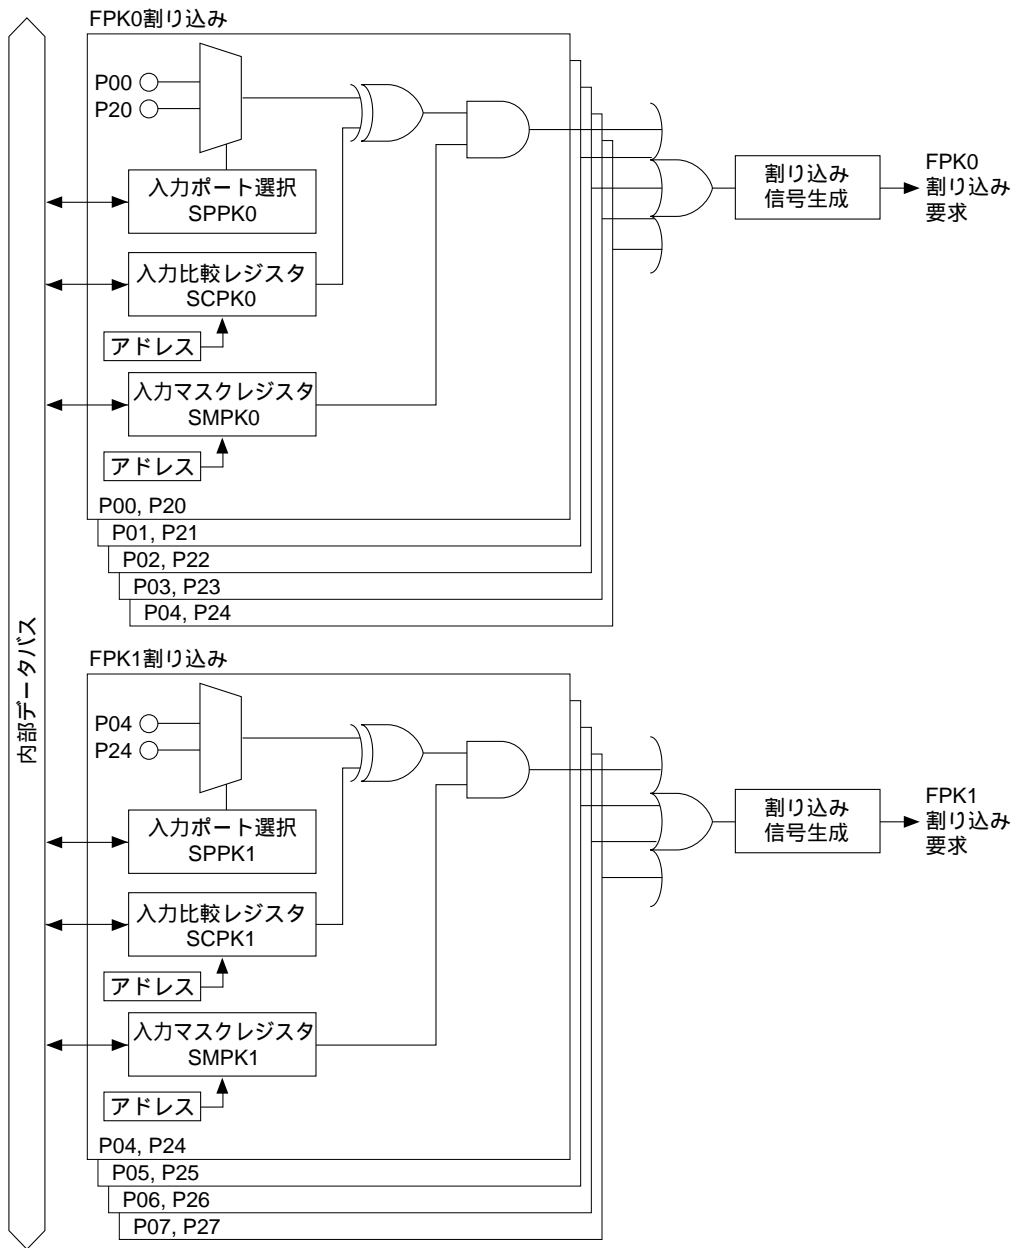 FPK0割り込み
P00
P20
入力ポート選択
SPPK0
入力比較レジスタ
SCPK0
アドレス
入力マスクレジスタ
SMPK0
アドレス
P00, P20
P01, P21
P02, P22
P03, P23
P04, P24
割り込み
信号生成
FPK0
割り込み
要求
内部データバス
FPK1割り込み
P04
P24
入力ポート選択
SPPK1
入力比較レジスタ
SCPK1
アドレス
入力マスクレジスタ
SMPK1
アドレス
P04, P24
P05, P25
P06, P26
P07, P27
割り込み
信号生成
FPK1
割り込み
要求